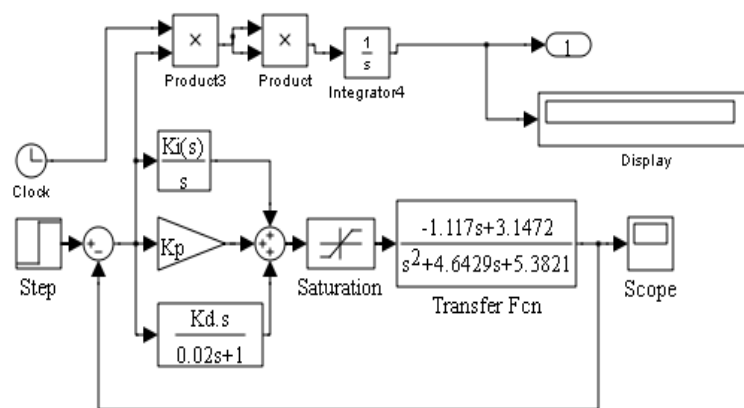 ×
Product3
×
Product
1
s
Integrator4
1
Display
Clock
Ki(s)
s
Step
+
−
Kp
+
+
+
Saturation
-1.117s+3.1472
s²+4.6429s+5.3821
Transfer Fcn
Scope
Kd.s
0.02s+1